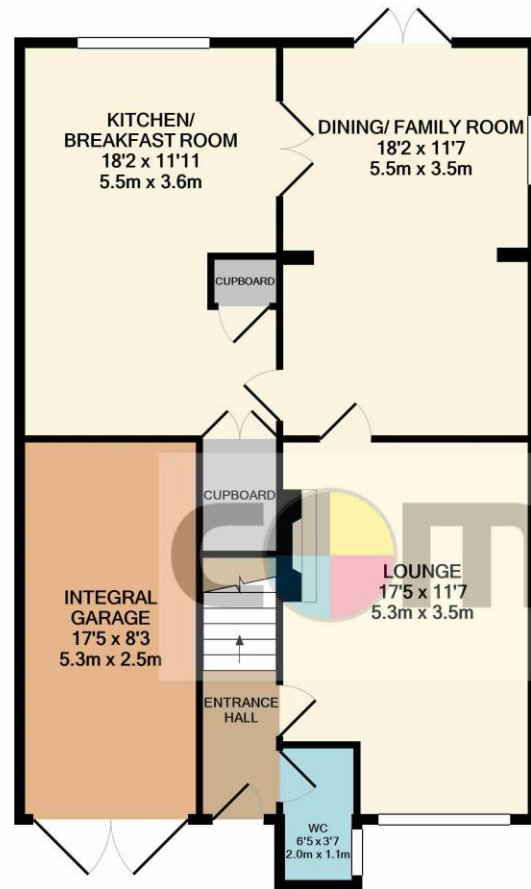 KITCHEN/
BREAKFAST ROOM
18'2 x 11'11
5.5m x 3.6m
DINING/ FAMILY ROOM
18'2 x 11'7
5.5m x 3.5m
CUPBOARD
CUPBOARD
com
LOUNGE
17'5 x 11'7
5.3m x 3.5m
INTEGRAL
GARAGE
17'5 x 8'3
5.3m x 2.5m
ENTRANCE
HALL
WC
6'5 x 3'7
2.0m x 1.1m